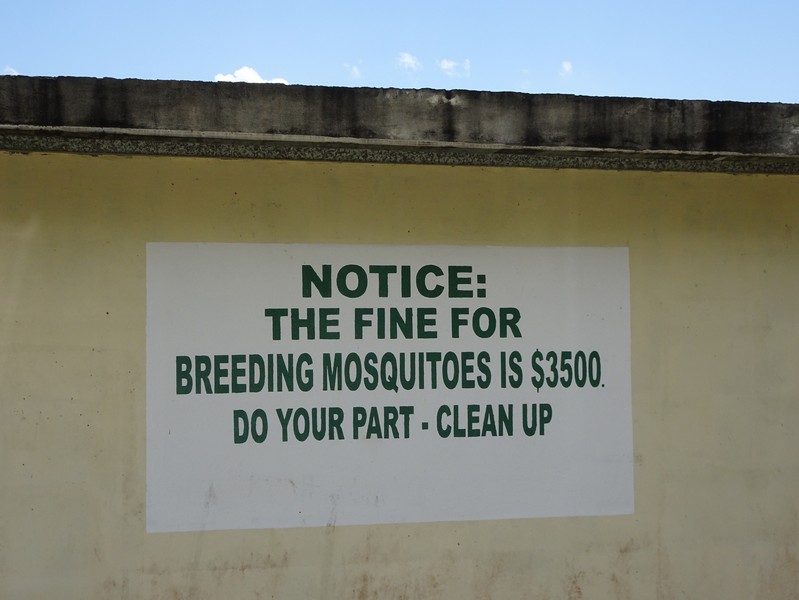 NOTICE:
THE FINE FOR
BREEDING MOSQUITOES IS $3500.
DO YOUR PART - CLEAN UP